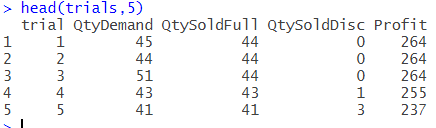 > head(trials,5)
trial QtyDemand QtySoldFull QtySoldDisc Profit
1 1 45 44 0 264
2 2 44 44 0 264
3 3 51 44 0 264
4 4 43 43 1 255
5 5 41 41 3 237
>